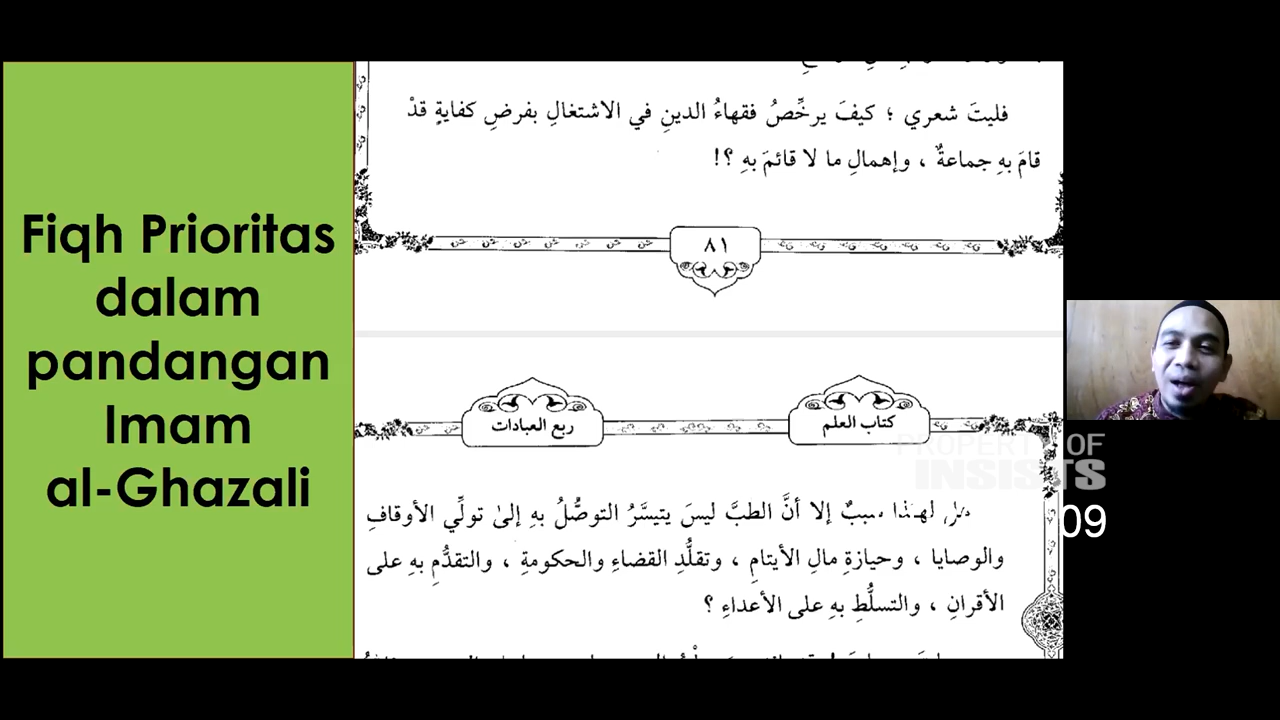 Fiqh Prioritas
dalam
pandangan
Imam
al-Ghazali
فليتَ شعري ؛ كيفَ يرخِّصُ فقهاءُ الدينِ في الاشتغالِ بفرضِ كفايةٍ قدْ
قامَ بهِ جماعةٌ ، وإهمالِ ما لا قائمَ بهِ ؟!
٨١
كتاب العلم
ربع العبادات
PROPERTY OF
INSISTS
09
لهـٰذا سببٌ إلا أنَّ الطبَّ ليسَ يتيسَّرُ التوصُّلُ بهِ إلىٰ تولِّي الأوقافِ
والوصايا ، وحيازةِ مالِ الأيتامِ ، وتقلُّدِ القضاءِ والحكومةِ ، والتقدُّمِ بهِ على
الأقرانِ ، والتسلُّطِ بهِ على الأعداءِ ؟